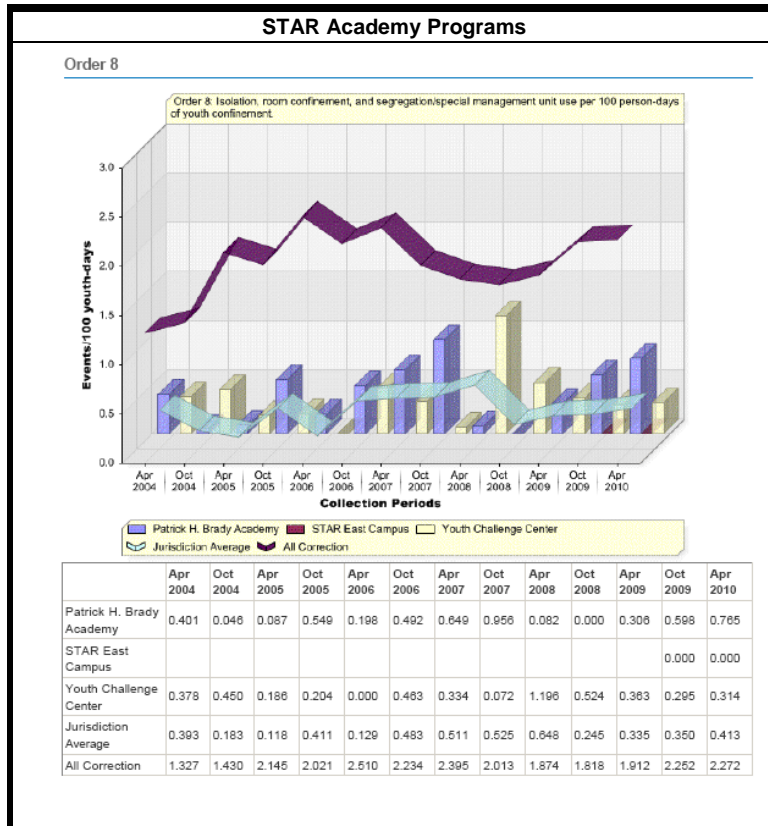 STAR Academy Programs
Order 8
Order 8: Isolation, room confinement, and segregation/special management unit use per 100 person-days
of youth confinement.
Events/100 youth-days
3.0
2.5
2.0
1.5
1.0
0.5
0.0
Apr Oct Apr Oct Apr Oct Apr Oct Apr Oct Apr Oct Apr
2004 2004 2005 2005 2006 2006 2007 2007 2008 2008 2009 2009 2010
Collection Periods
Patrick H. Brady Academy STAR East Campus Youth Challenge Center
Jurisdiction Average All Correction
Apr Oct Apr Oct Apr Oct Apr Oct Apr Oct Apr Oct Apr
2004 2004 2005 2005 2006 2006 2007 2007 2008 2008 2009 2009 2010
Patrick H. Brady
Academy
0.401 0.046 0.087 0.549 0.198 0.492 0.649 0.956 0.082 0.000 0.306 0.598 0.765
STAR East
Campus
0.000 0.000
Youth Challenge
Center
0.378 0.450 0.186 0.204 0.000 0.463 0.334 0.072 1.196 0.524 0.363 0.295 0.314
Jurisdiction
Average
0.393 0.183 0.118 0.411 0.129 0.483 0.511 0.525 0.648 0.245 0.335 0.350 0.413
All Correction 1.327 1.430 2.145 2.021 2.510 2.234 2.395 2.013 1.874 1.818 1.912 2.252 2.272